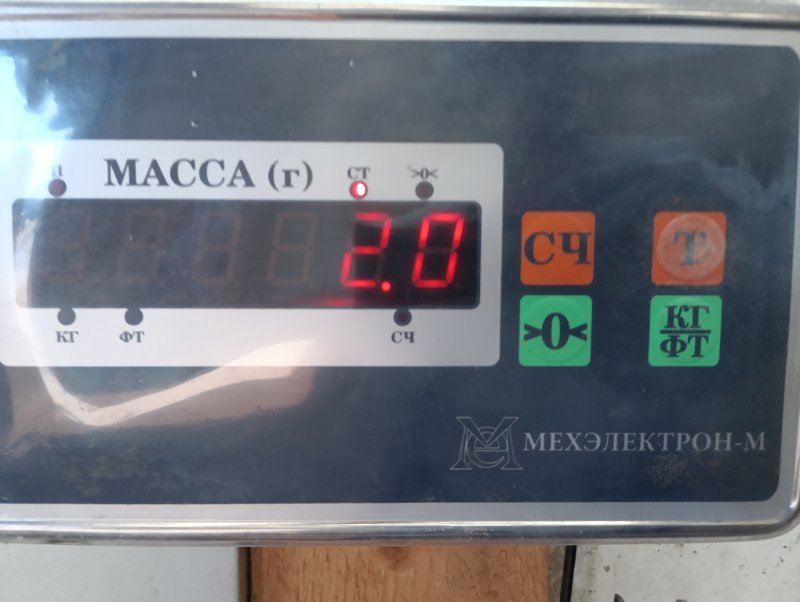 МАССА (г)
СТ
>0<
2.0
СЧ
Т
КГ
ФТ
СЧ
>0<
КГ
ФТ
МЕХЭЛЕКТРОН-М